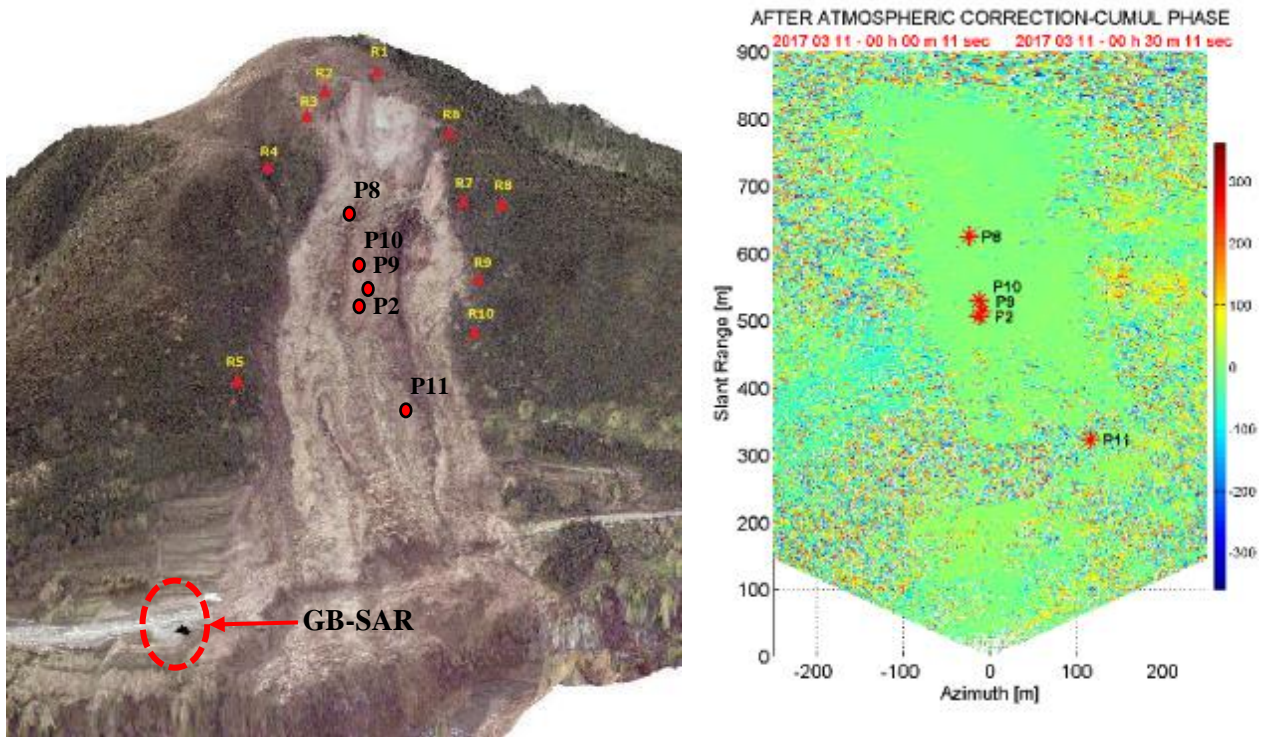 R1
R2
R3
R6
R4
P8
R7
R8
P10
P9
R9
P2
R10
R5
P11
GB-SAR
AFTER ATMOSPHERIC CORRECTION-CUMUL PHASE
2017 03 11 - 00 h 00 m 11 sec 2017 03 11 - 00 h 30 m 11 sec
900
800
700
600
500
400
300
200
100
0
Slant Range [m]
P8
P10
P9
P2
P11
-200 -100 0 100 200
Azimuth [m]
300
200
100
0
-100
-200
-300